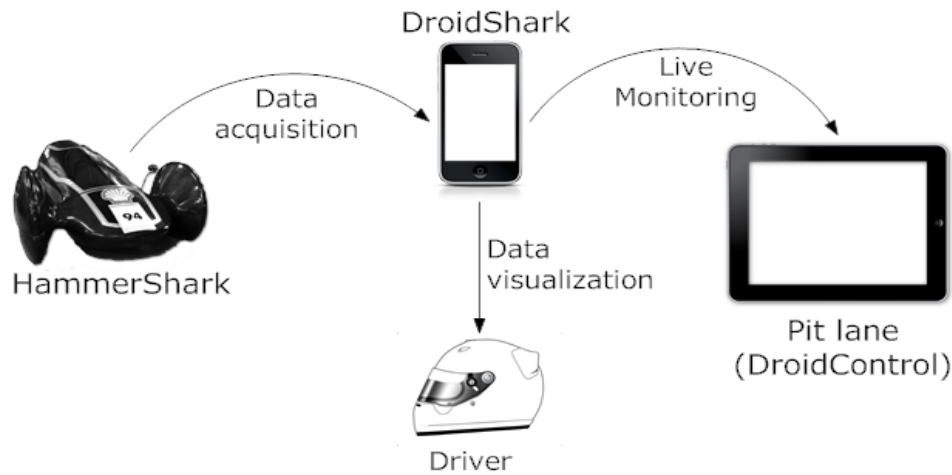 DroidShark
Data
acquisition
Live
Monitoring
94
HammerShark
Data
visualization
Pit lane
(DroidControl)
Driver